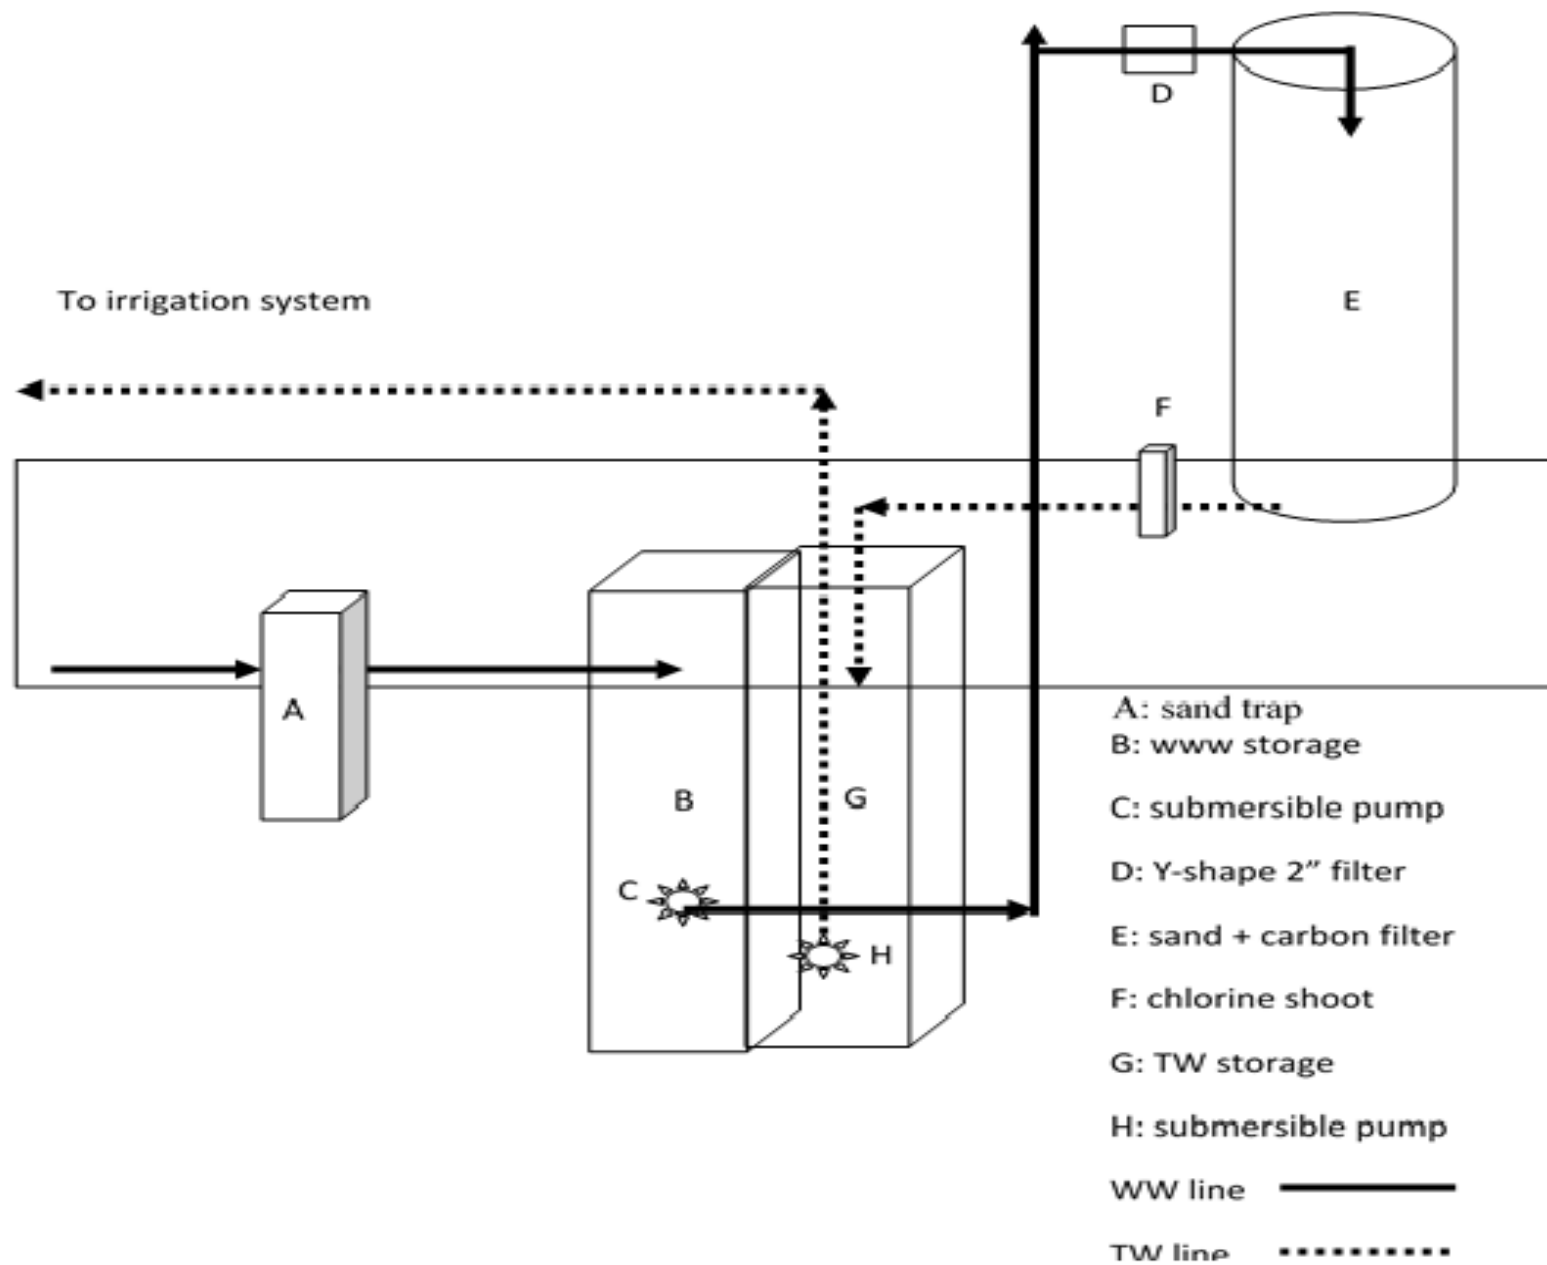 D
To irrigation system
E
F
A
B
G
C
H
A: sand trap
B: www storage
C: submersible pump
D: Y-shape 2” filter
E: sand + carbon filter
F: chlorine shoot
G: TW storage
H: submersible pump
WW line
TW line